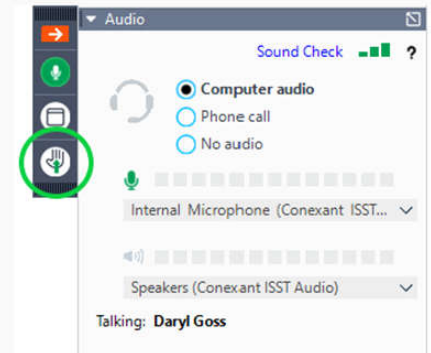 Audio
Sound Check ?
Computer audio
Phone call
No audio
Internal Microphone (Conexant ISST...
Speakers (Conexant ISST Audio)
Talking: Daryl Goss